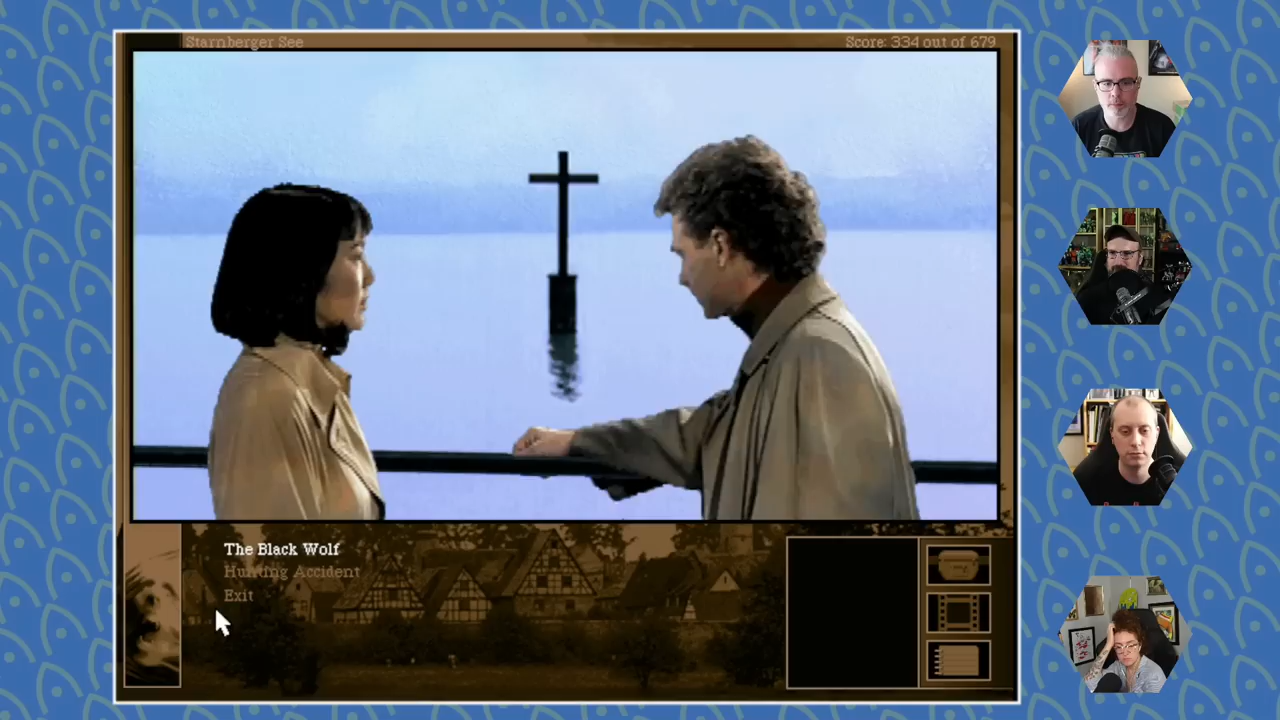 Starnberger See
Score: 334 out of 679
The Black Wolf
Hunting Accident
Exit